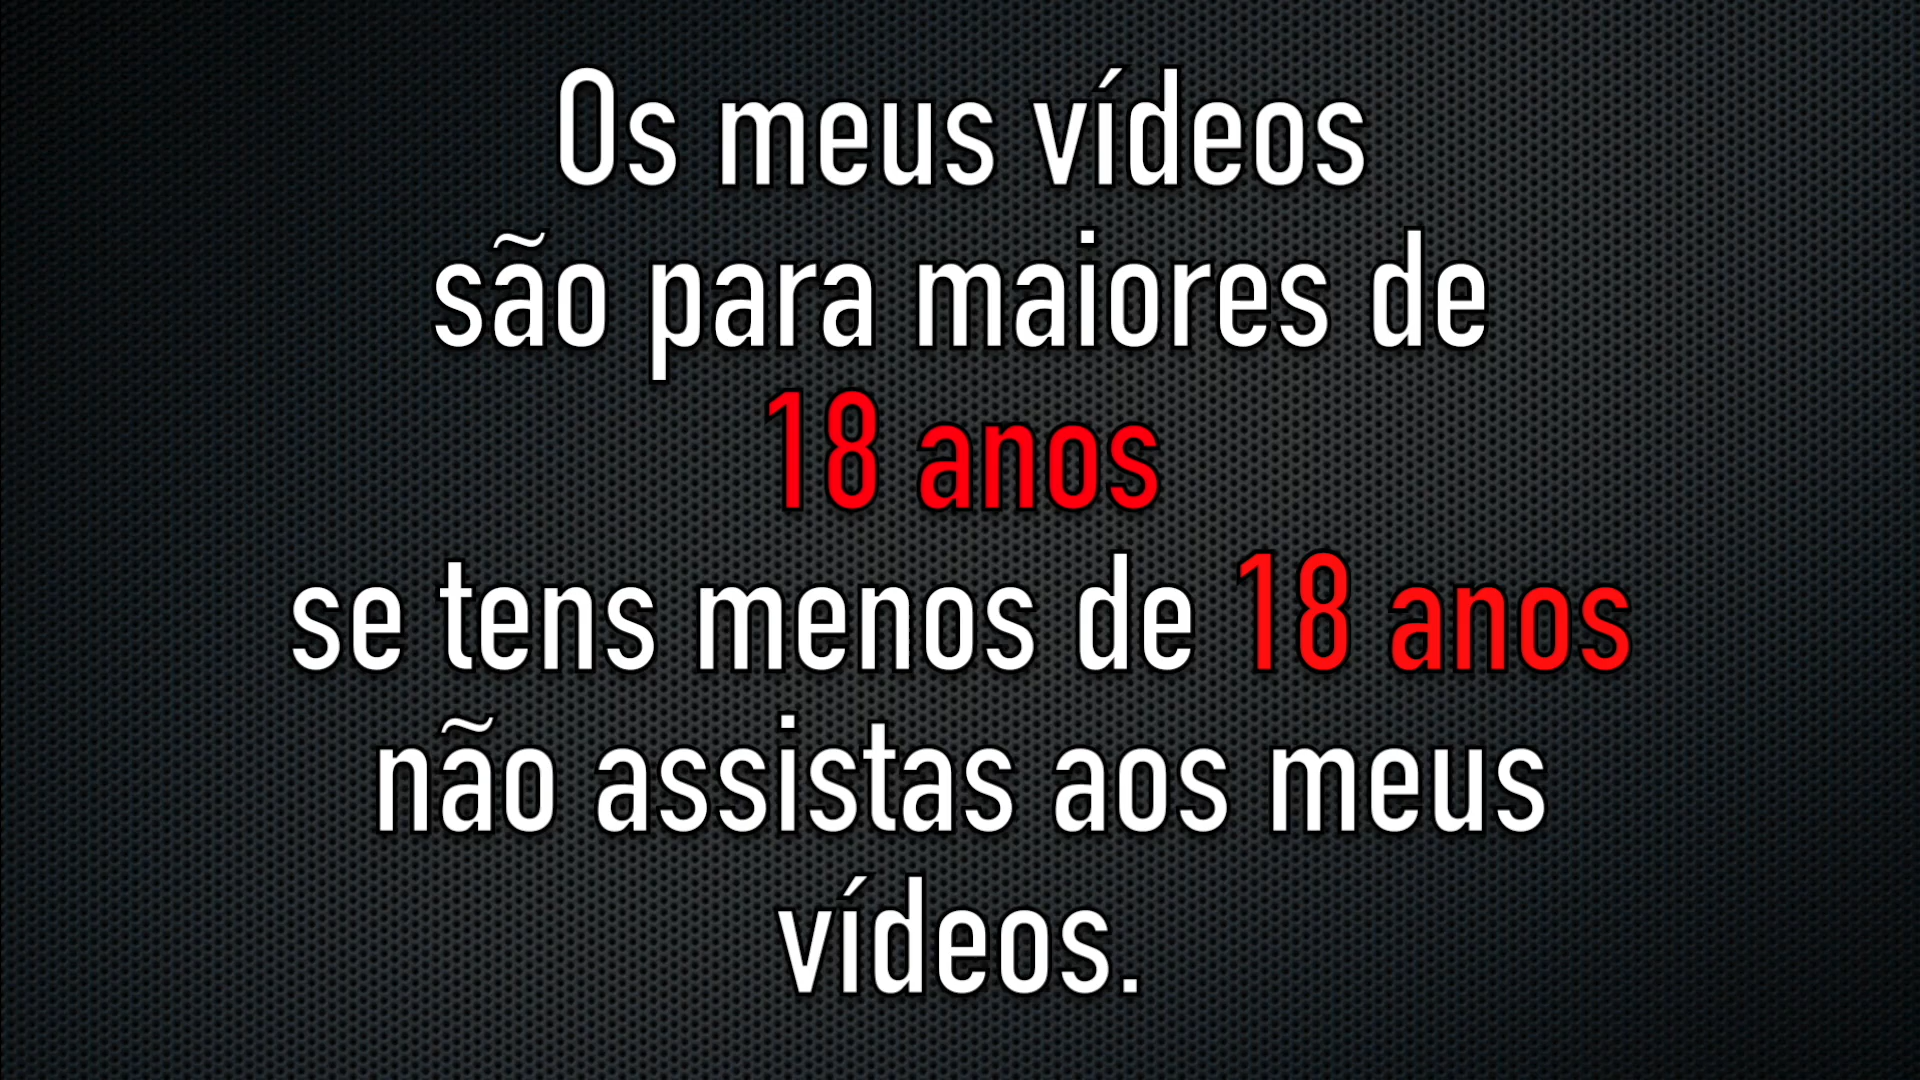 Os meus vídeos
são para maiores de
18 anos
se tens menos de 18 anos
não assistas aos meus
vídeos.